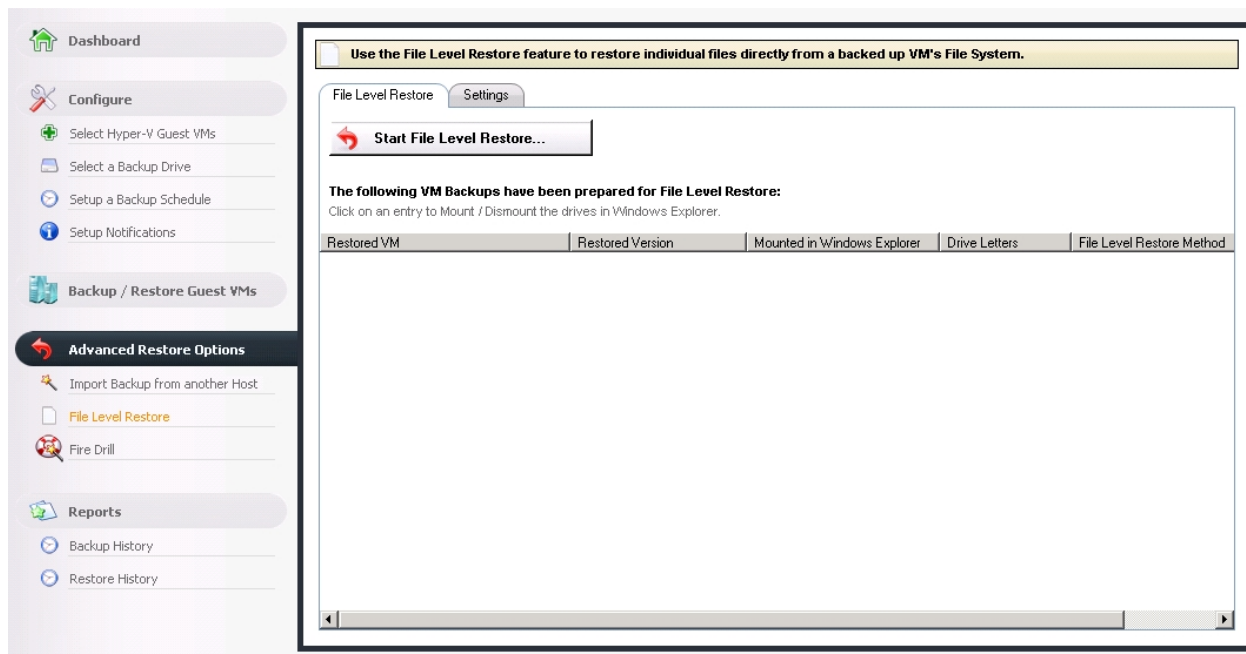 Dashboard
Configure
Select Hyper-V Guest VMs
Select a Backup Drive
Setup a Backup Schedule
Setup Notifications
Backup / Restore Guest VMs
Advanced Restore Options
Import Backup from another Host
File Level Restore
Fire Drill
Reports
Backup History
Restore History
Use the File Level Restore feature to restore individual files directly from a backed up VM's File System.
File Level Restore Settings
Start File Level Restore...
The following VM Backups have been prepared for File Level Restore:
Click on an entry to Mount / Dismount the drives in Windows Explorer.
Restored VM Restored Version Mounted in Windows Explorer Drive Letters File Level Restore Method